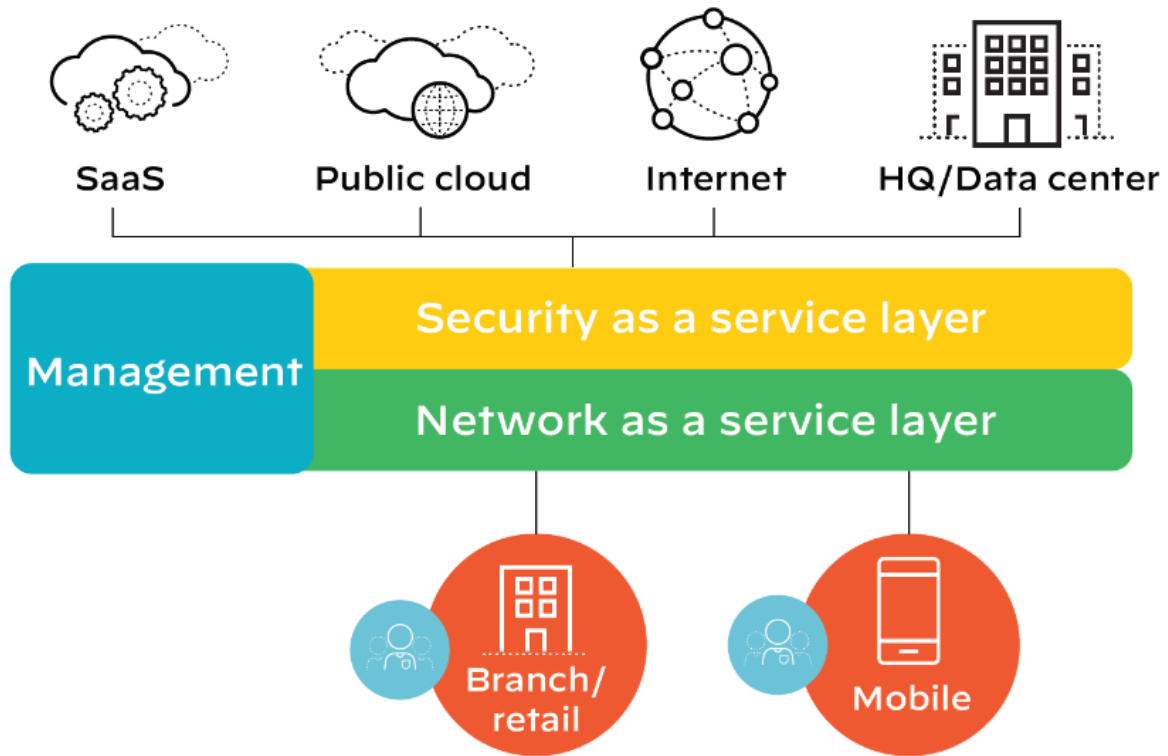 SaaS
Public cloud
Internet
HQ/Data center
Management
Security as a service layer
Network as a service layer
Branch/
retail
Mobile